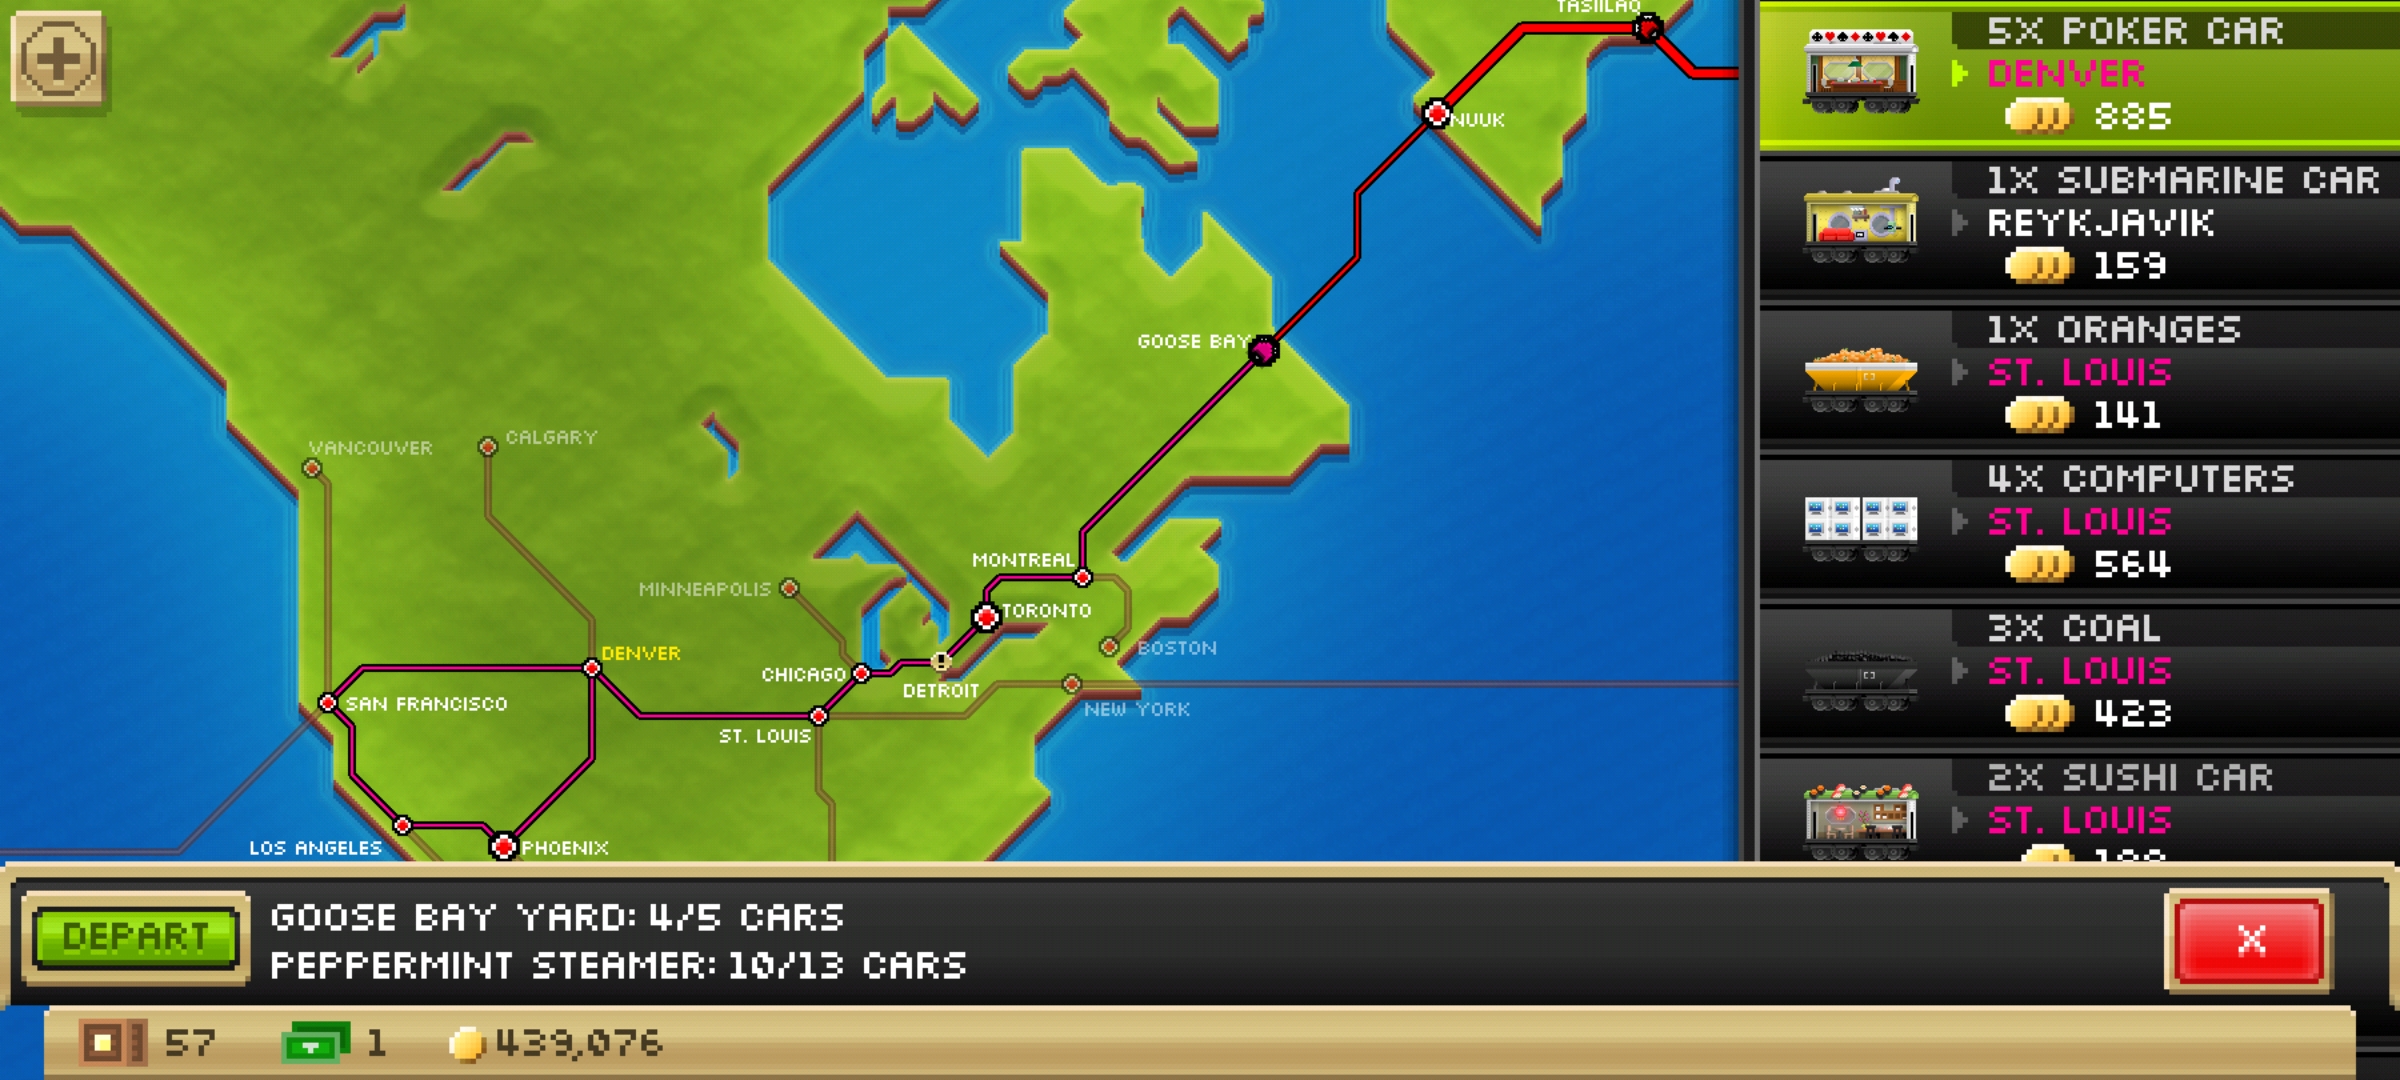 TASIILAQ
NUUK
GOOSE BAY
VANCOUVER
CALGARY
MINNEAPOLIS
MONTREAL
TORONTO
BOSTON
DENVER
CHICAGO
DETROIT
SAN FRANCISCO
ST. LOUIS
NEW YORK
LOS ANGELES
PHOENIX
5X POKER CAR
DENVER
885
1X SUBMARINE CAR
REYKJAVIK
159
1X ORANGES
ST. LOUIS
141
4X COMPUTERS
ST. LOUIS
564
3X COAL
ST. LOUIS
423
2X SUSHI CAR
ST. LOUIS
DEPART
GOOSE BAY YARD: 4/5 CARS
PEPPERMINT STEAMER: 10/13 CARS
X
57
1
439,076